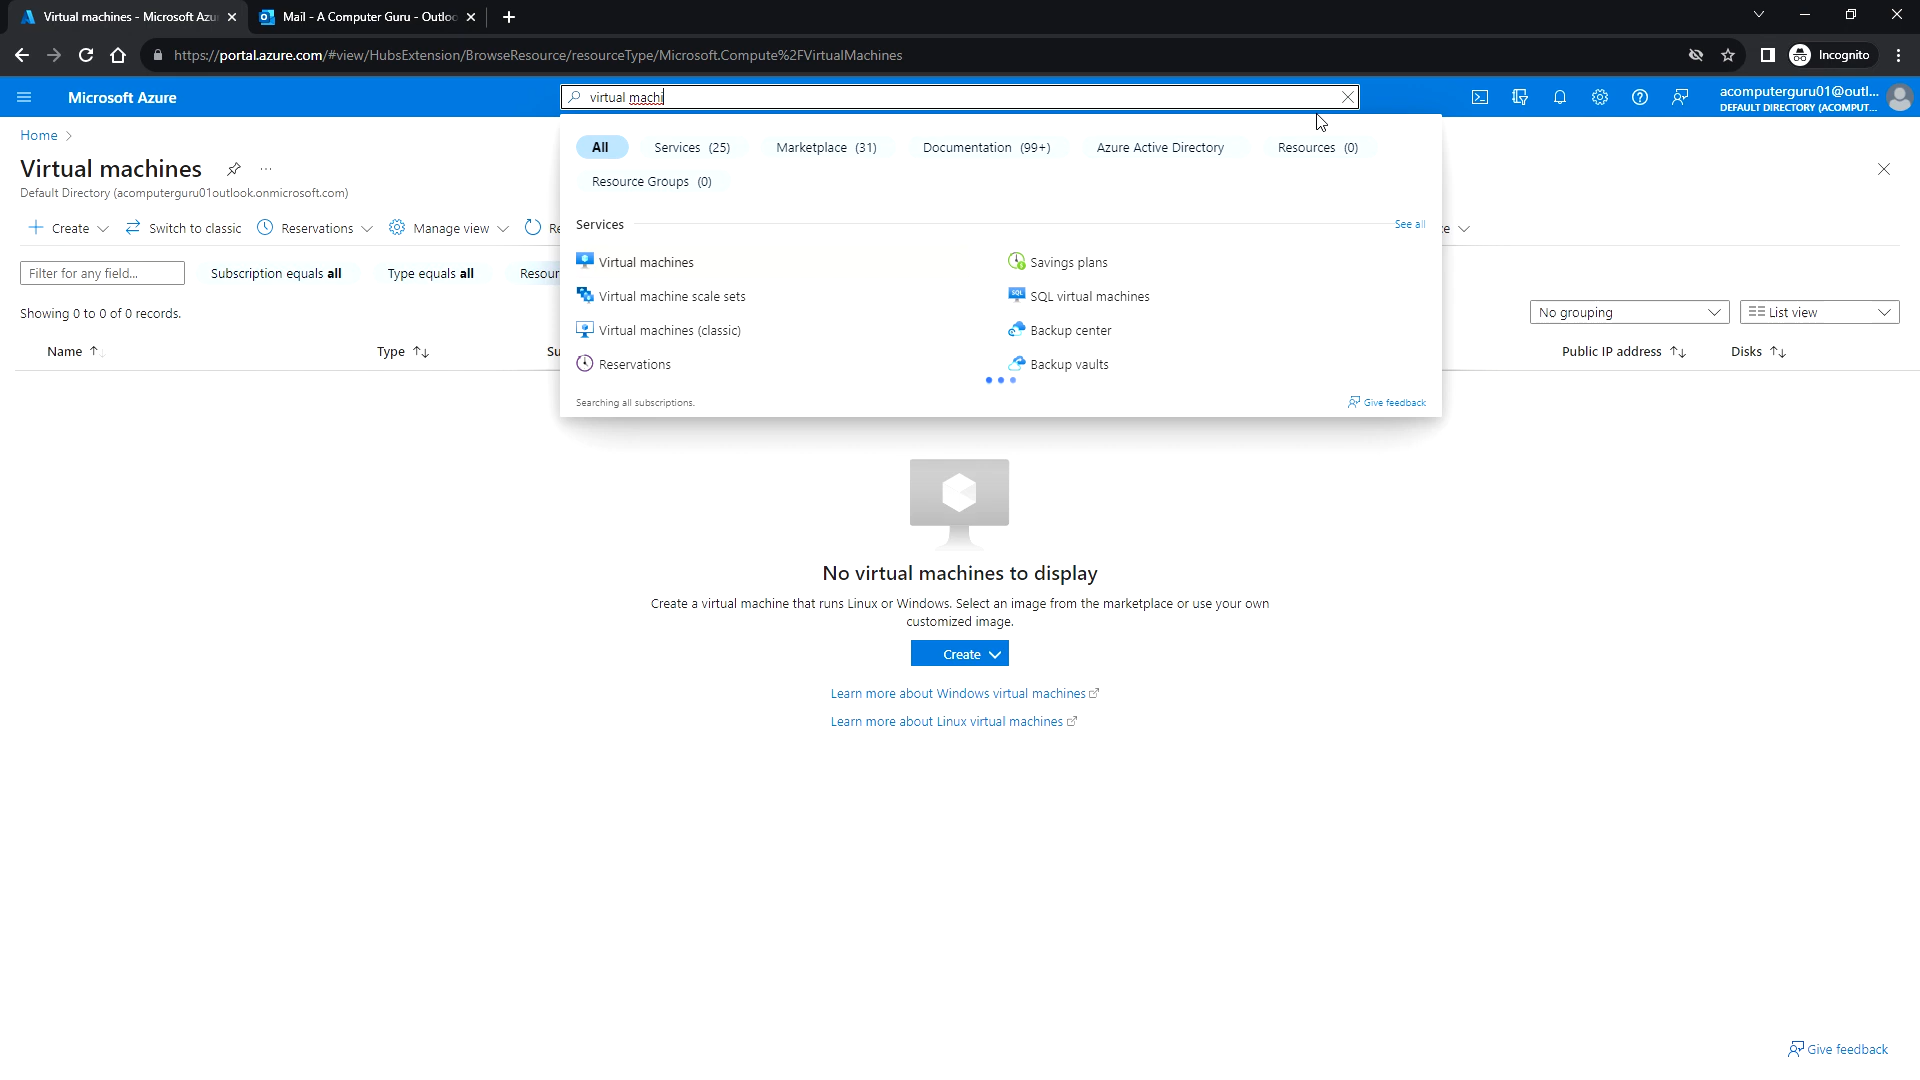 Virtual machines - Microsoft Azu
Mail - A Computer Guru - Outloo
https://portal.azure.com/#view/HubsExtension/BrowseResource/resourceType/Microsoft.Compute%2FVirtualMachines
Incognito
Microsoft Azure
virtual machi
acomputerguru01@outl...
DEFAULT DIRECTORY (ACOMPUT...
Home
Virtual machines
Default Directory (acomputerguru01outlook.onmicrosoft.com)
Create
Switch to classic
Reservations
Manage view
Re
Filter for any field...
Subscription equals all
Type equals all
Resour
Showing 0 to 0 of 0 records.
No grouping
List view
Name
Type
Su
Public IP address
Disks
All
Services (25)
Marketplace (31)
Documentation (99+)
Azure Active Directory
Resources (0)
Resource Groups (0)
Services
See all
Virtual machines
Savings plans
Virtual machine scale sets
SQL virtual machines
Virtual machines (classic)
Backup center
Reservations
Backup vaults
Searching all subscriptions.
Give feedback
No virtual machines to display
Create a virtual machine that runs Linux or Windows. Select an image from the marketplace or use your own
customized image.
Create
Learn more about Windows virtual machines
Learn more about Linux virtual machines
Give feedback